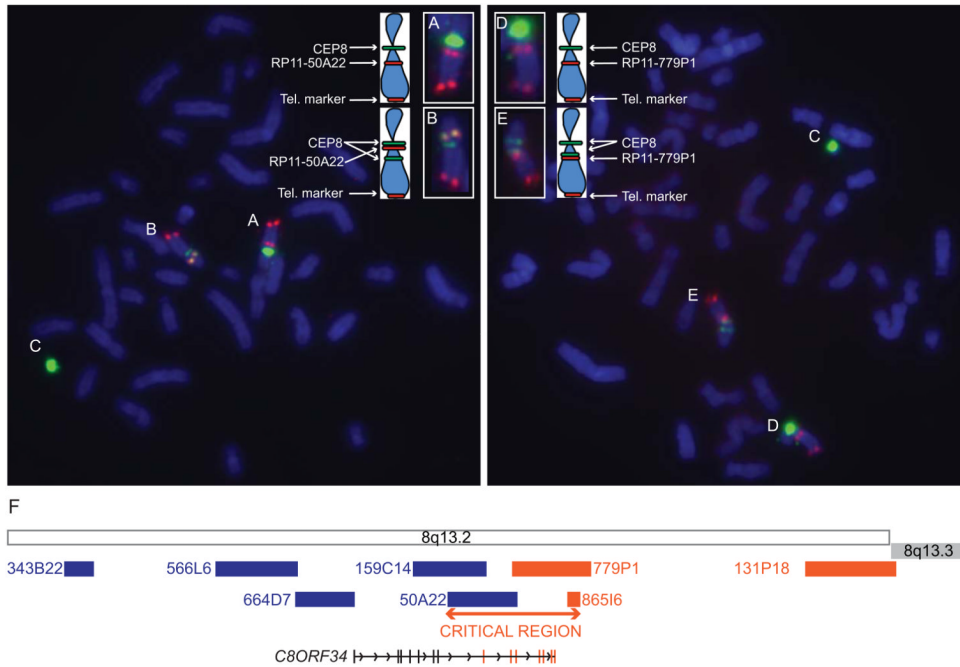 A
CEP8
RP11-50A22
Tel. marker
B
CEP8
RP11-50A22
Tel. marker
B
A
C
D
CEP8
RP11-779P1
Tel. marker
E
CEP8
RP11-779P1
Tel. marker
C
E
D
F
8q13.2
8q13.3
343B22 566L6 159C14 779P1 131P18
664D7 50A22 865I6
CRITICAL REGION
C8ORF34